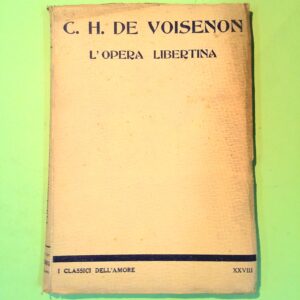 C. H. DE VOISENON
L'OPERA LIBERTINA
I CLASSICI DELL'AMORE XXVIII